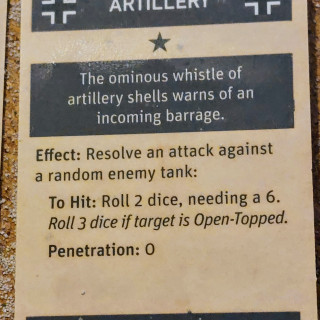 ARTILLERY
The ominous whistle of
artillery shells warns of an
incoming barrage.
Effect: Resolve an attack against
a random enemy tank:
To Hit: Roll 2 dice, needing a 6.
Roll 3 dice if target is Open-Topped.
Penetration: 0